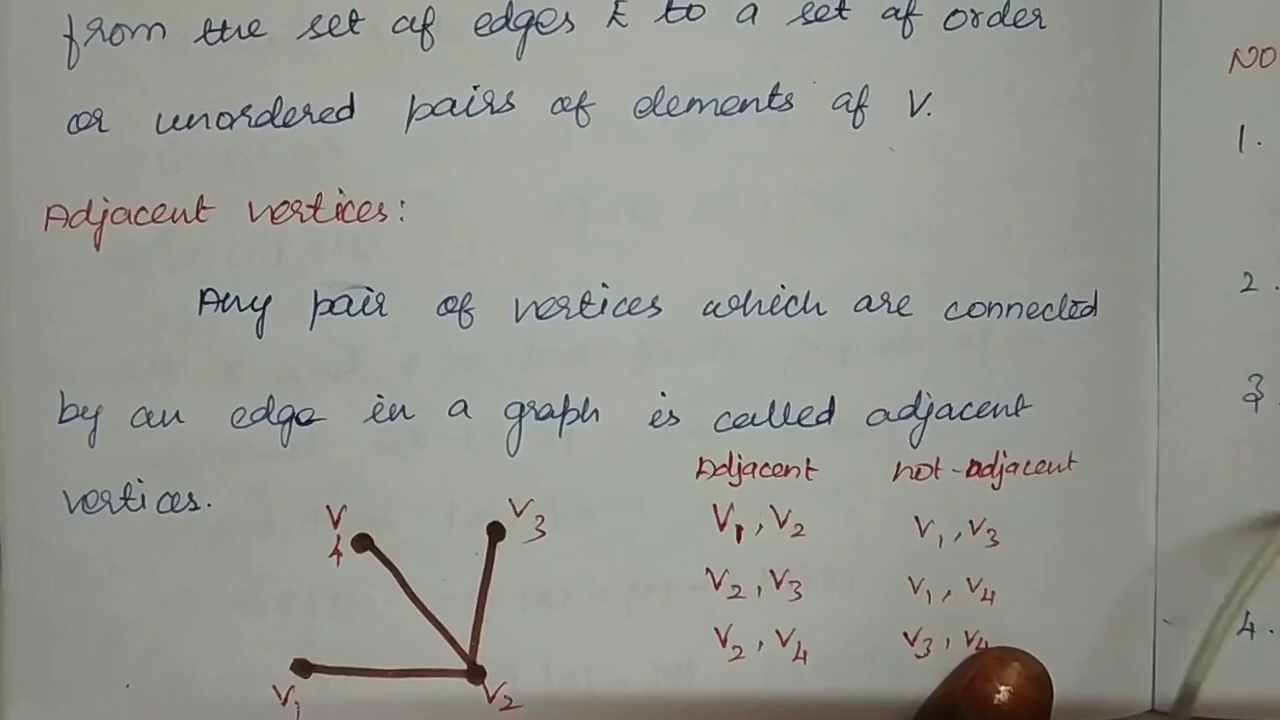 from the set of edges E to a set of order
or unordered pairs of elements of V.
Adjacent vertices:
Any pair of vertices which are connected
by an edge in a graph is called adjacent
vertices.
Adjacent not-adjacent
V1, V2 V1, V3
V2, V3 V1, V4
V2, V4 V3, V4
V4
V3
V1
V2
NO
1.
2.
3
4.